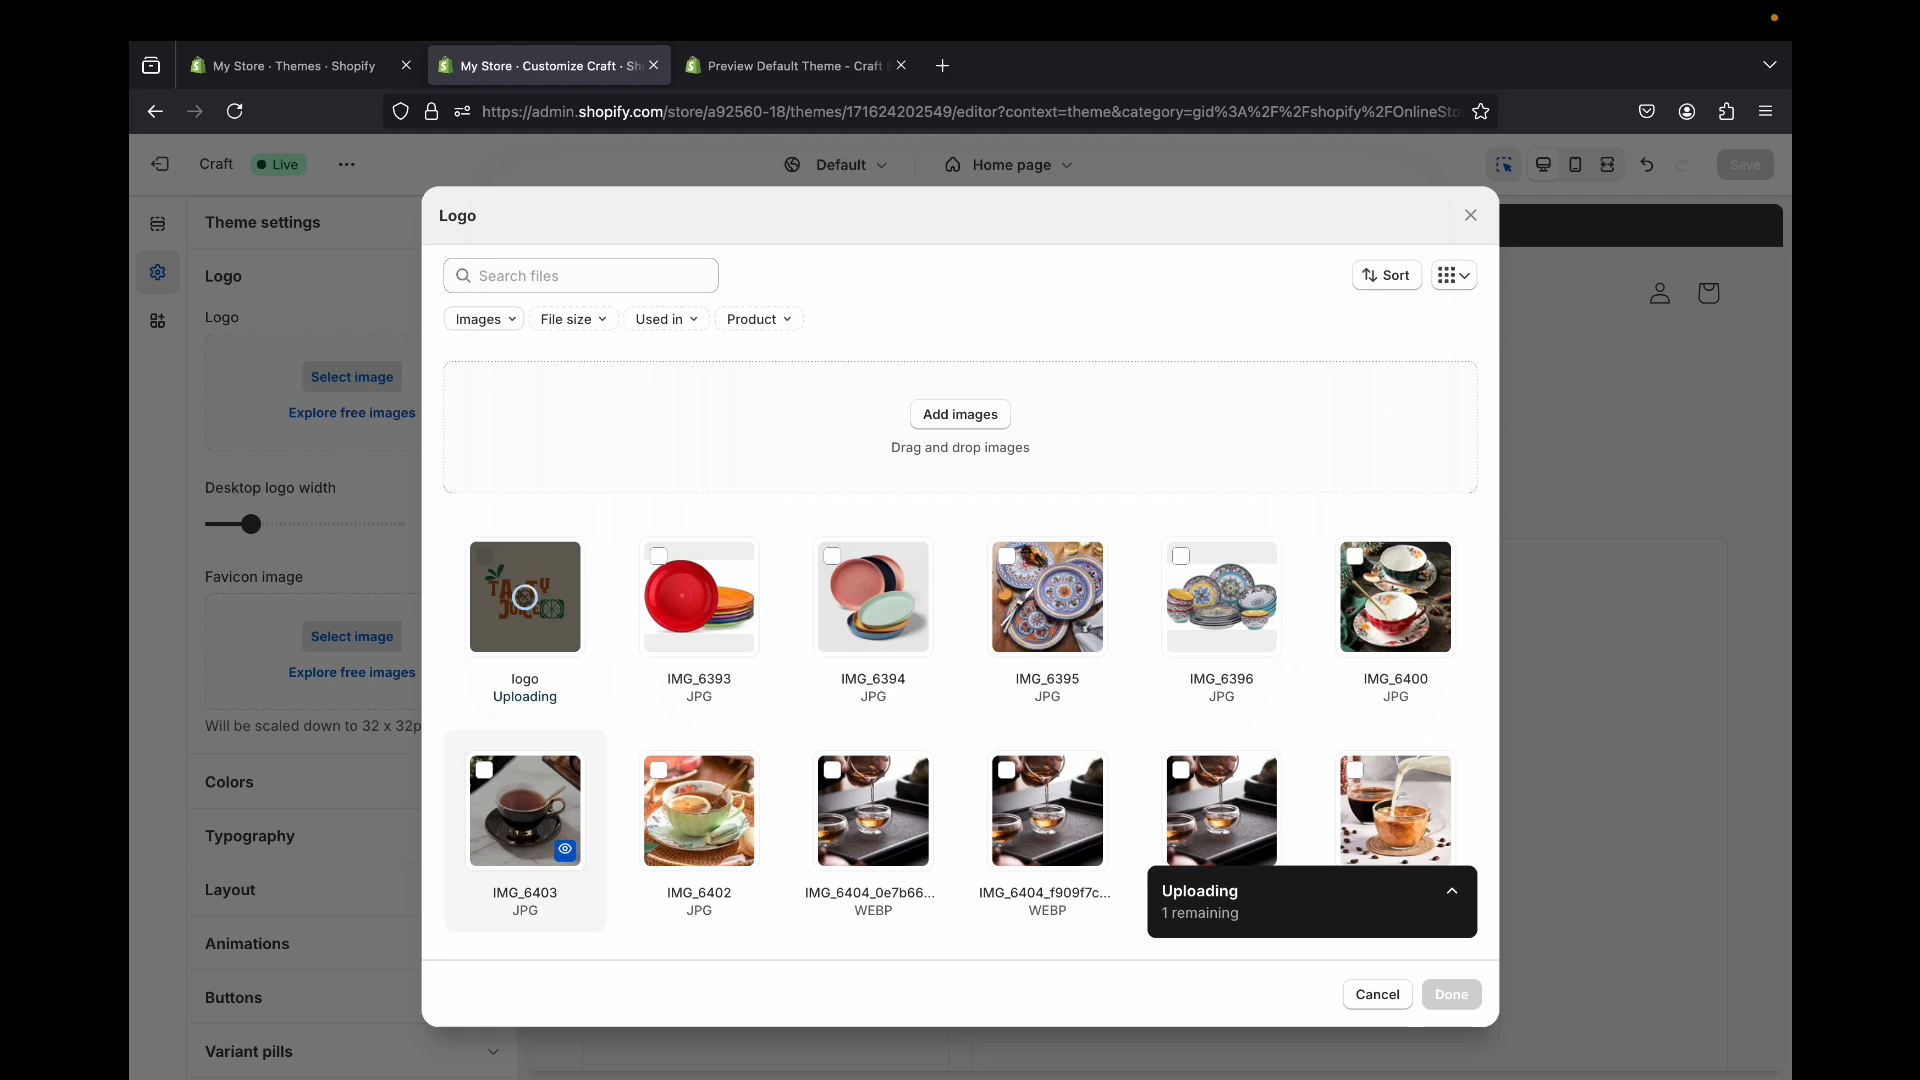 My Store · Themes · Shopify
My Store · Customize Craft · Sh
Preview Default Theme - Craft
https://admin.shopify.com/store/a92560-18/themes/171624202549/editor?context=theme&category=gid%3A%2F%2Fshopify%2FOnlineSto
Craft
Live
Default
Home page
Save
Theme settings
Logo
Logo
Select image
Explore free images
Desktop logo width
Favicon image
Select image
Explore free images
Will be scaled down to 32 x 32p
Colors
Typography
Layout
Animations
Buttons
Variant pills
Logo
Search files
Sort
Images
File size
Used in
Product
Add images
Drag and drop images
TASTY
JUICE
logo
Uploading
IMG_6393
JPG
IMG_6394
JPG
IMG_6395
JPG
IMG_6396
JPG
IMG_6400
JPG
IMG_6403
JPG
IMG_6402
JPG
IMG_6404_0e7b66...
WEBP
IMG_6404_f909f7c...
WEBP
Uploading
1 remaining
Cancel
Done